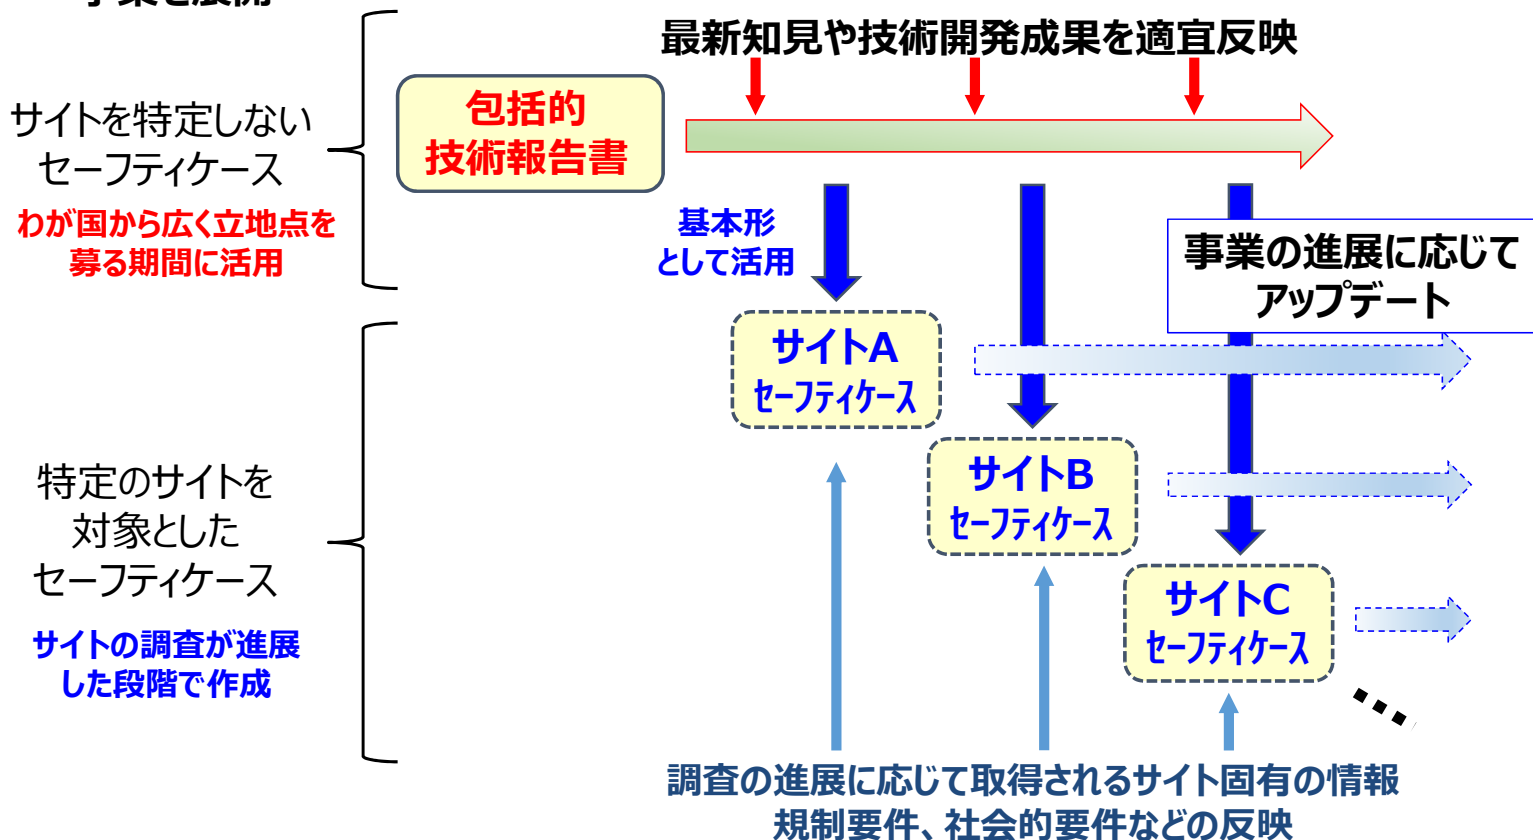 最新知見や技術開発成果を適宜反映
サイトを特定しない
セーフティケース
わが国から広く立地点を
募る期間に活用
包括的
技術報告書
基本形
として活用
事業の進展に応じて
アップデート
サイトA
セーフティケース
サイトB
セーフティケース
サイトC
セーフティケース
特定のサイトを
対象とした
セーフティケース
サイトの調査が進展
した段階で作成
調査の進展に応じて取得されるサイト固有の情報
規制要件、社会的要件などの反映